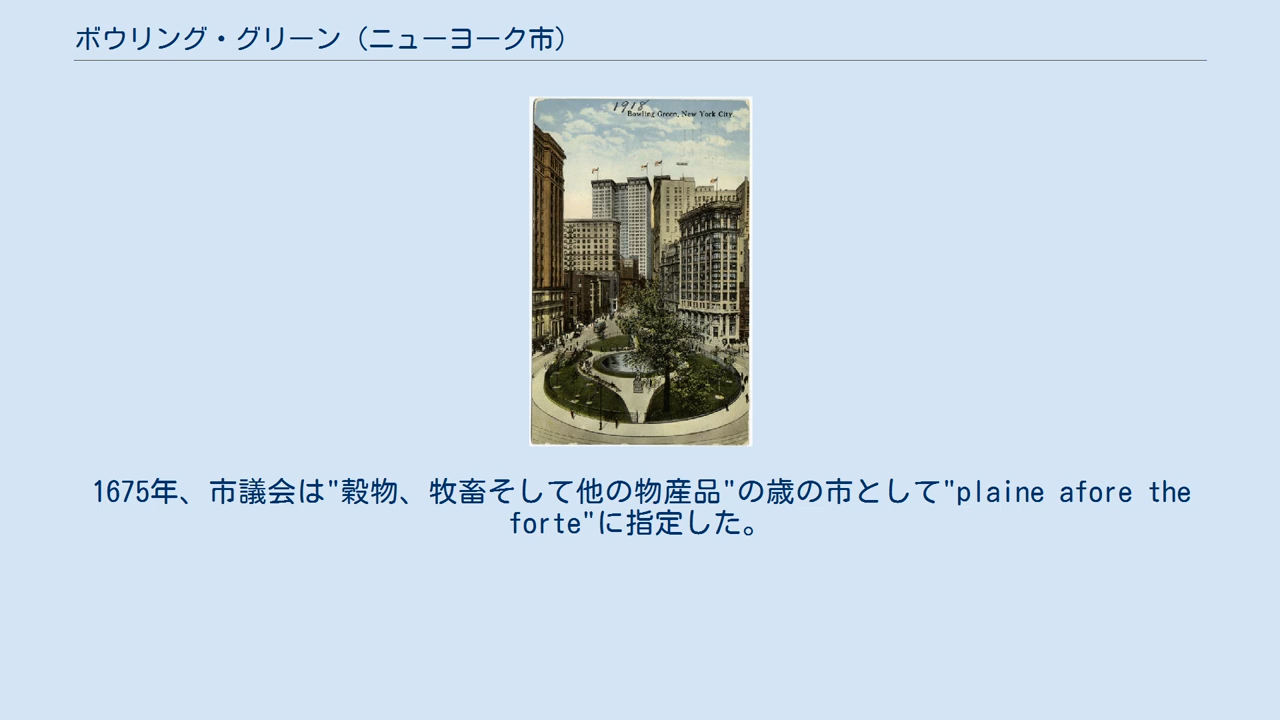 ボウリング・グリーン（ニューヨーク市）
1918
Bowling Green, New York City.
1675年、市議会は"穀物、牧畜そして他の物産品"の歳の市として"plaine afore the
forte"に指定した。